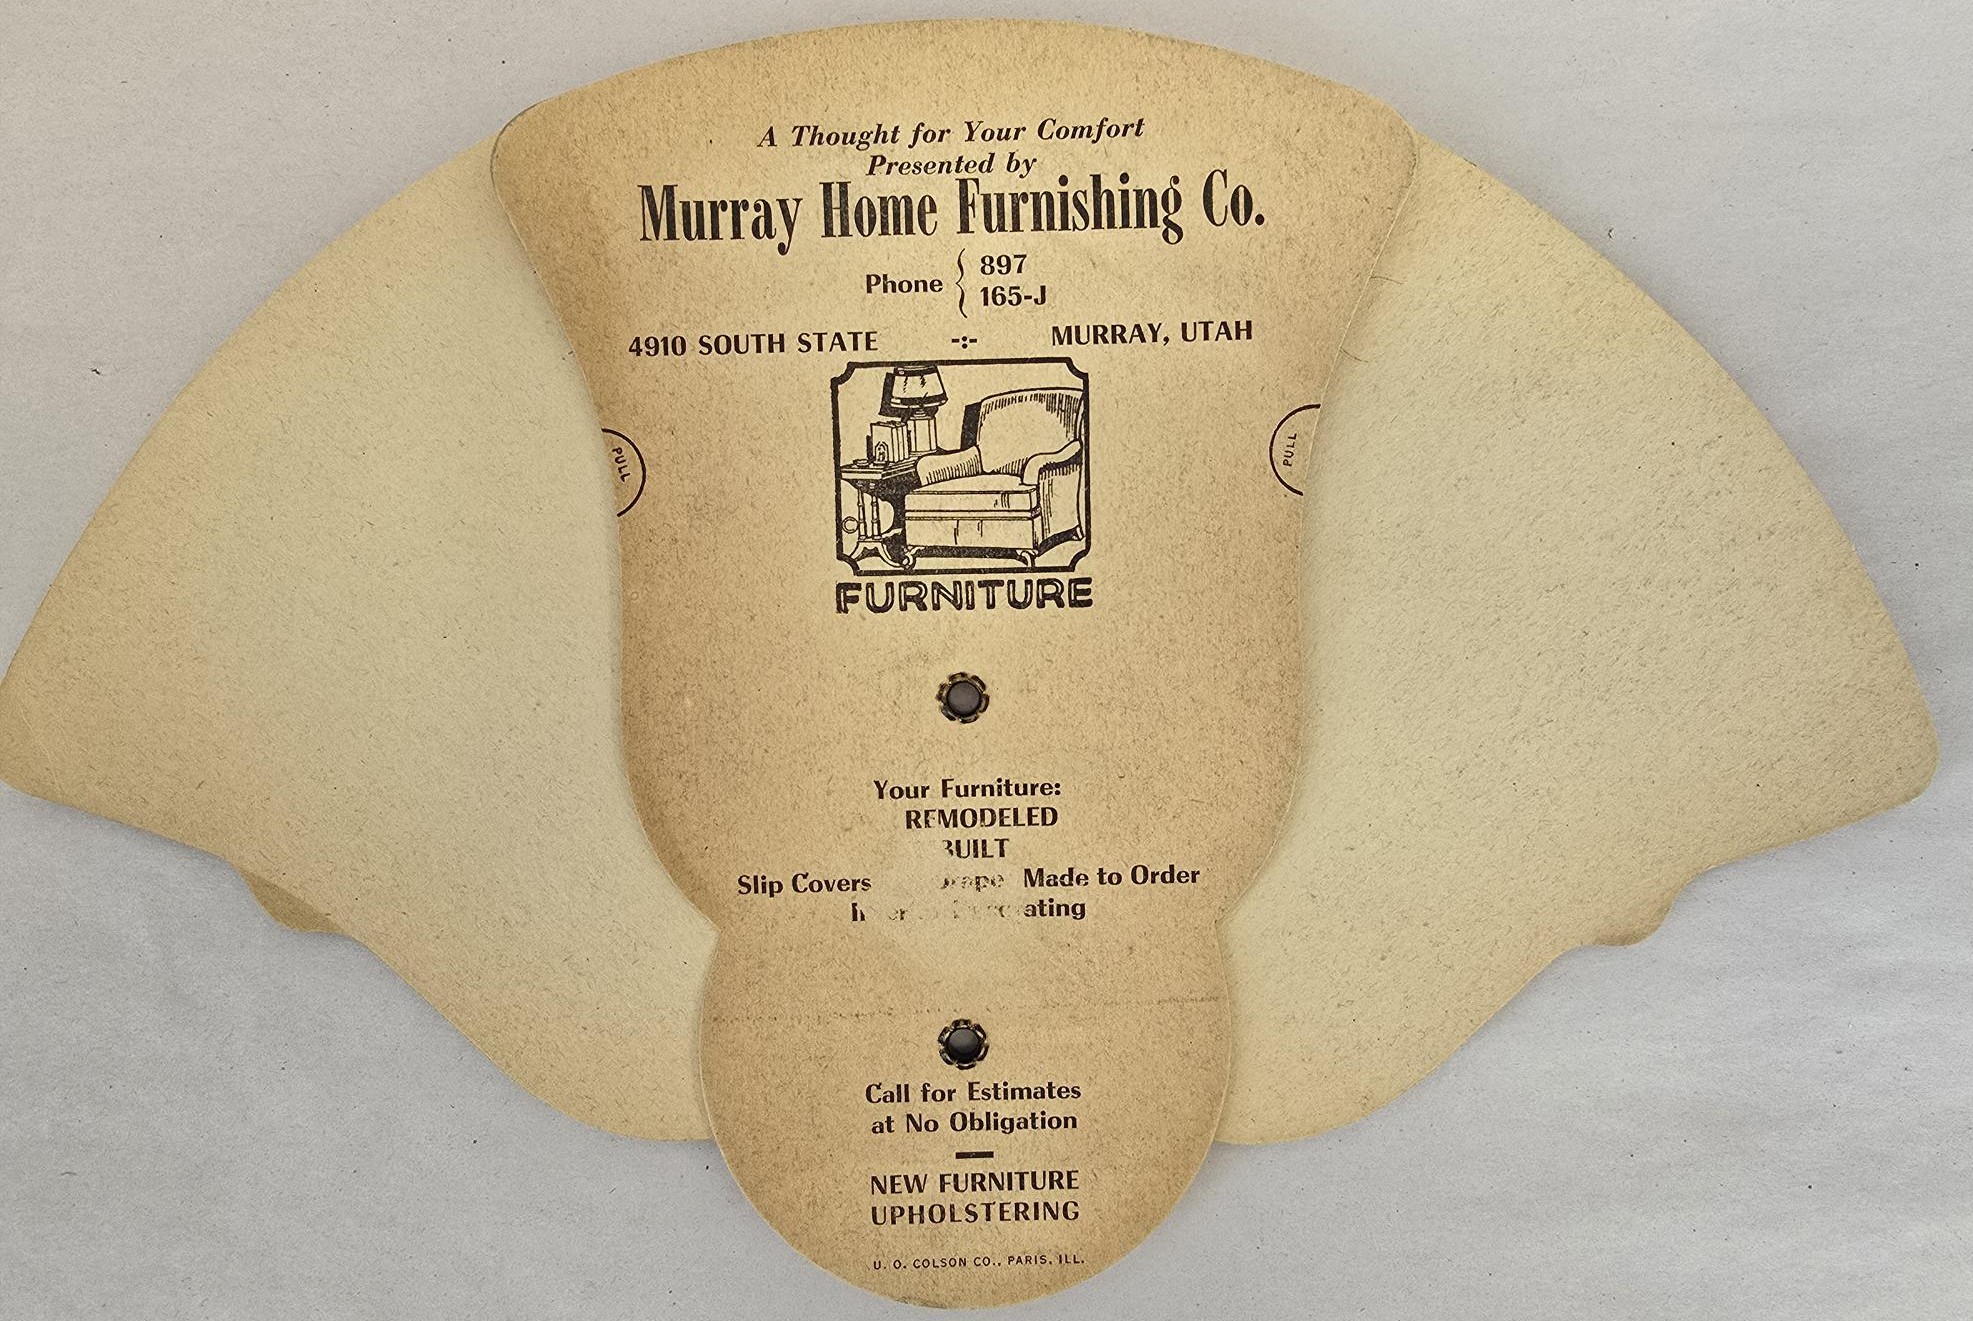 A Thought for Your Comfort
Presented by
Murray Home Furnishing Co.
Phone { 897
165-J
4910 SOUTH STATE -:- MURRAY, UTAH
PULL
PULL
FURNITURE
Your Furniture:
REMODELED
Slip Covers Made to Order
Call for Estimates
at No Obligation
NEW FURNITURE
UPHOLSTERING
U. O. COLSON CO., PARIS, ILL.